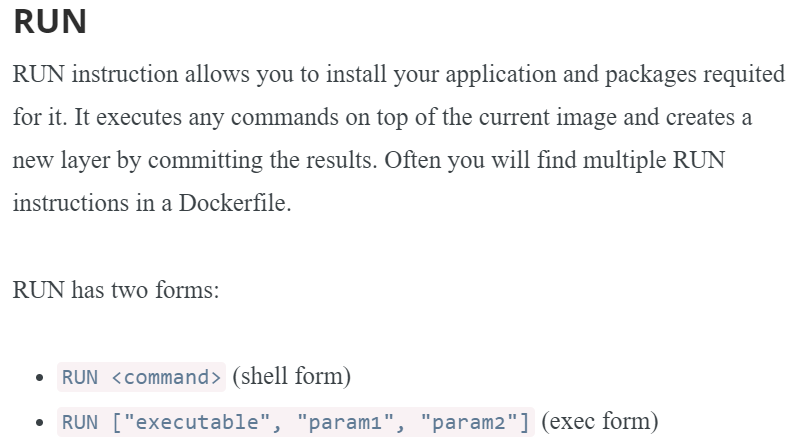 RUN
RUN instruction allows you to install your application and packages requited
for it. It executes any commands on top of the current image and creates a
new layer by committing the results. Often you will find multiple RUN
instructions in a Dockerfile.
RUN has two forms:
• RUN <command> (shell form)
• RUN ["executable", "param1", "param2"] (exec form)